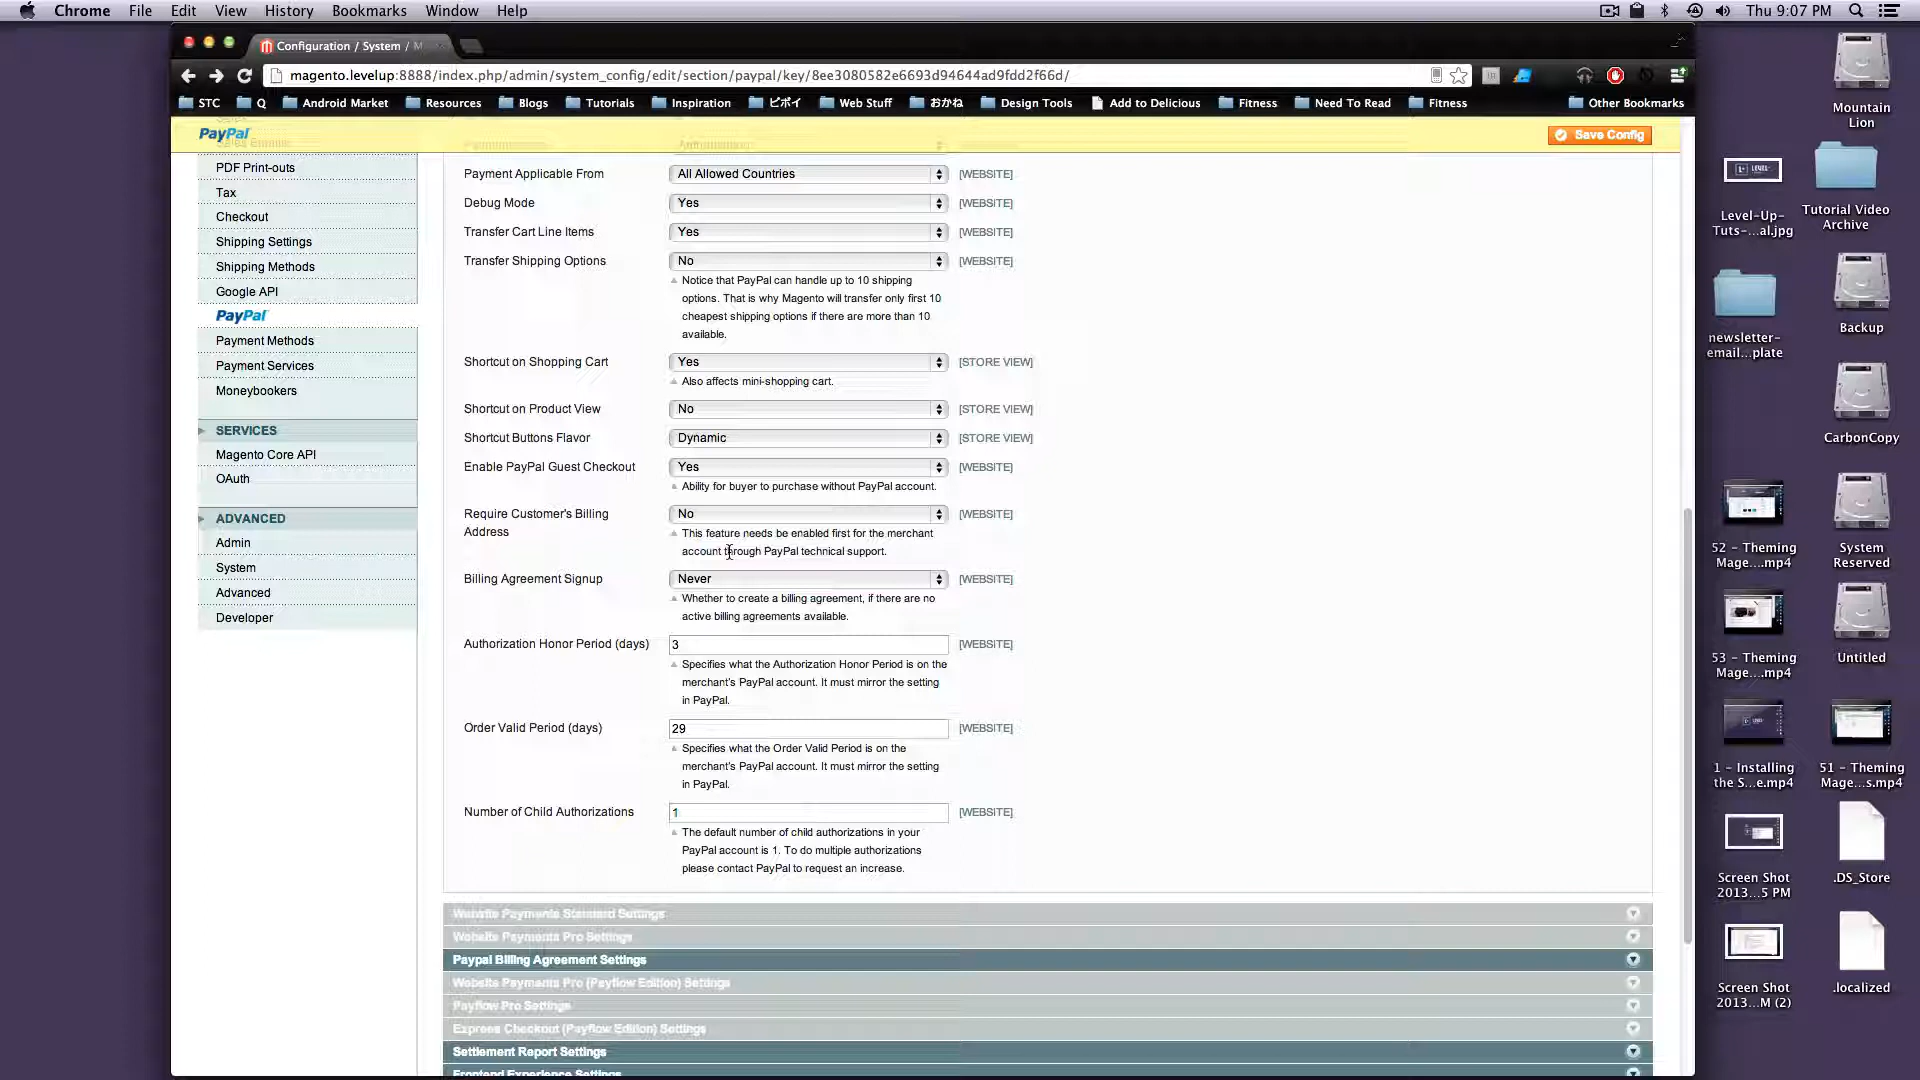 Chrome File Edit View History Bookmarks Window Help
Thu 9:07 PM
Configuration / System / M
magento.levelup:8888/index.php/admin/system_config/edit/section/paypal/key/8ee3080582e6693d94644ad9fdd2f66d/
STC Q Android Market Resources Blogs Tutorials Inspiration ビボイ Web Stuff おかね Design Tools Add to Delicious Fitness Need To Read Fitness Other Bookmarks
PayPal
Save Config
PDF Print-outs
Tax
Checkout
Shipping Settings
Shipping Methods
Google API
PayPal
Payment Methods
Payment Services
Moneybookers
SERVICES
Magento Core API
OAuth
ADVANCED
Admin
System
Advanced
Developer
Payment Applicable From All Allowed Countries [WEBSITE]
Debug Mode Yes [WEBSITE]
Transfer Cart Line Items Yes [WEBSITE]
Transfer Shipping Options No [WEBSITE]
Notice that PayPal can handle up to 10 shipping
options. That is why Magento will transfer only first 10
cheapest shipping options if there are more than 10
available.
Shortcut on Shopping Cart Yes [STORE VIEW]
Also affects mini-shopping cart.
Shortcut on Product View No [STORE VIEW]
Shortcut Buttons Flavor Dynamic [STORE VIEW]
Enable PayPal Guest Checkout Yes [WEBSITE]
Ability for buyer to purchase without PayPal account.
Require Customer's Billing
Address
No [WEBSITE]
This feature needs be enabled first for the merchant
account through PayPal technical support.
Billing Agreement Signup Never [WEBSITE]
Whether to create a billing agreement, if there are no
active billing agreements available.
Authorization Honor Period (days) 3 [WEBSITE]
Specifies what the Authorization Honor Period is on the
merchant's PayPal account. It must mirror the setting
in PayPal.
Order Valid Period (days) 29 [WEBSITE]
Specifies what the Order Valid Period is on the
merchant's PayPal account. It must mirror the setting
in PayPal.
Number of Child Authorizations 1 [WEBSITE]
The default number of child authorizations in your
PayPal account is 1. To do multiple authorizations
please contact PayPal to request an increase.
Website Payments Standard Settings
Website Payments Pro Settings
Paypal Billing Agreement Settings
Website Payments Pro (Payflow Edition) Settings
Payflow Pro Settings
Express Checkout (Payflow Edition) Settings
Settlement Report Settings
Frontend Experience Settings
Mountain
Lion
Level-Up-
Tuts-...al.jpg
Tutorial Video
Archive
newsletter-
email...plate
Backup
CarbonCopy
52 - Theming
Mage....mp4
System
Reserved
53 - Theming
Mage....mp4
Untitled
1 - Installing
the S...e.mp4
51 - Theming
Mage...s.mp4
Screen Shot
2013...5 PM
.DS_Store
Screen Shot
2013...M (2)
.localized